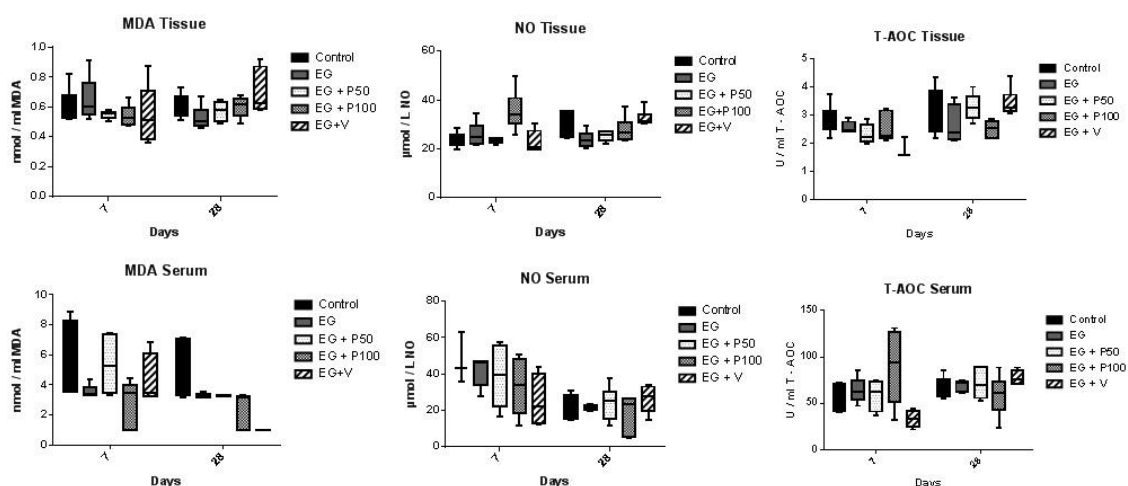 MDA Tissue
nmol / ml MDA
1.0
0.8
0.6
0.4
0.2
0.0
7
28
Days
Control
EG
EG + P50
EG + P100
EG+V
NO Tissue
µmol / L NO
60
40
20
0
7
28
Days
Control
EG
EG + P50
EG+P100
EG+V
T-AOC Tissue
U / ml T - AOC
5
4
3
2
1
0
7
28
Days
Control
EG
EG + P50
EG + P100
EG + V
MDA Serum
nmol / ml MDA
10
8
6
4
2
0
7
28
Days
Control
EG
EG + P50
EG + P100
EG+V
NO Serum
µmol / L NO
80
60
40
20
0
7
28
Days
Control
EG
EG + P50
EG + P100
EG + V
T-AOC Serum
U / ml T - AOC
150
100
50
0
7
28
Days
Control
EG
EG + P50
EG + P100
EG + V